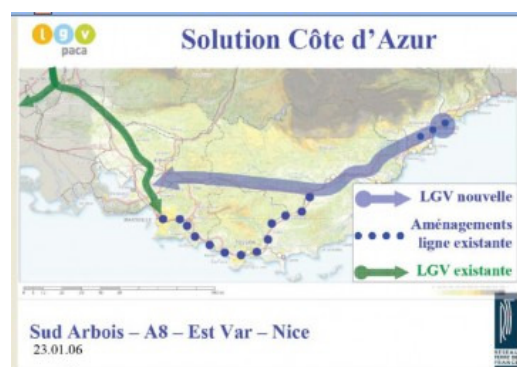 lgv
paca
Solution Côte d'Azur
MARSEILLE
LGV nouvelle
Aménagements
ligne existante
LGV existante
Sud Arbois – A8 – Est Var – Nice
23.01.06